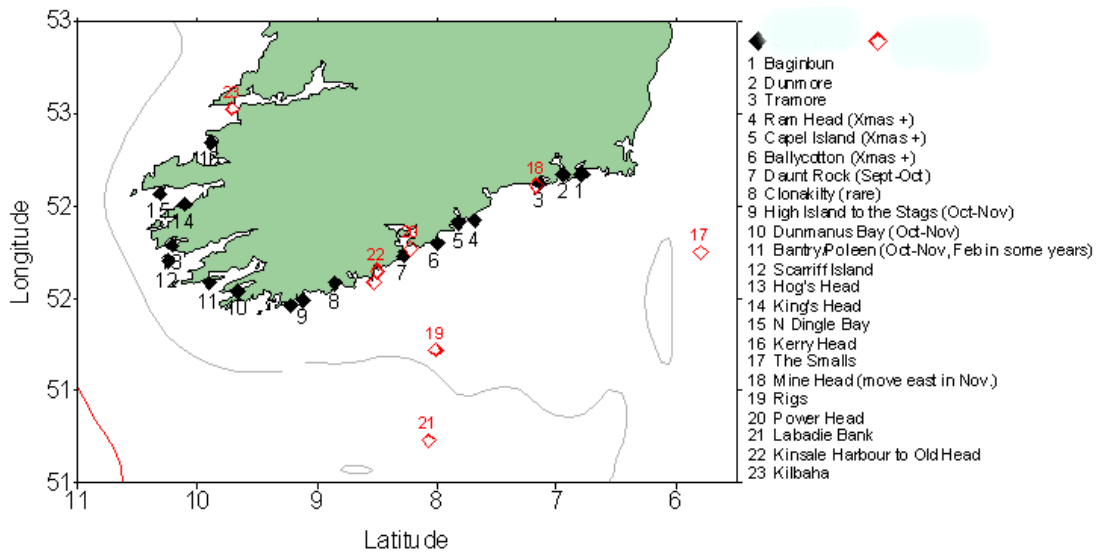 53
53
52
52
51
51
Longitude
11
10
9
8
7
6
Latitude
23
16
15
14
12
11
10
9
8
22
7
6
5
4
18
3
2
1
17
19
21
1 Baginbun
2 Dunmore
3 Tramore
4 Ram Head (Xmas +)
5 Capel Island (Xmas +)
6 Ballycotton (Xmas +)
7 Daunt Rock (Sept-Oct)
8 Clonakilty (rare)
9 High Island to the Stags (Oct-Nov)
10 Dunmanus Bay (Oct-Nov)
11 Bantry,Poleen (Oct-Nov, Feb in some years)
12 Scarriff Island
13 Hog's Head
14 King's Head
15 N Dingle Bay
16 Kerry Head
17 The Smalls
18 Mine Head (move east in Nov.)
19 Rigs
20 Power Head
21 Labadie Bank
22 Kinsale Harbour to Old Head
23 Kilbaha